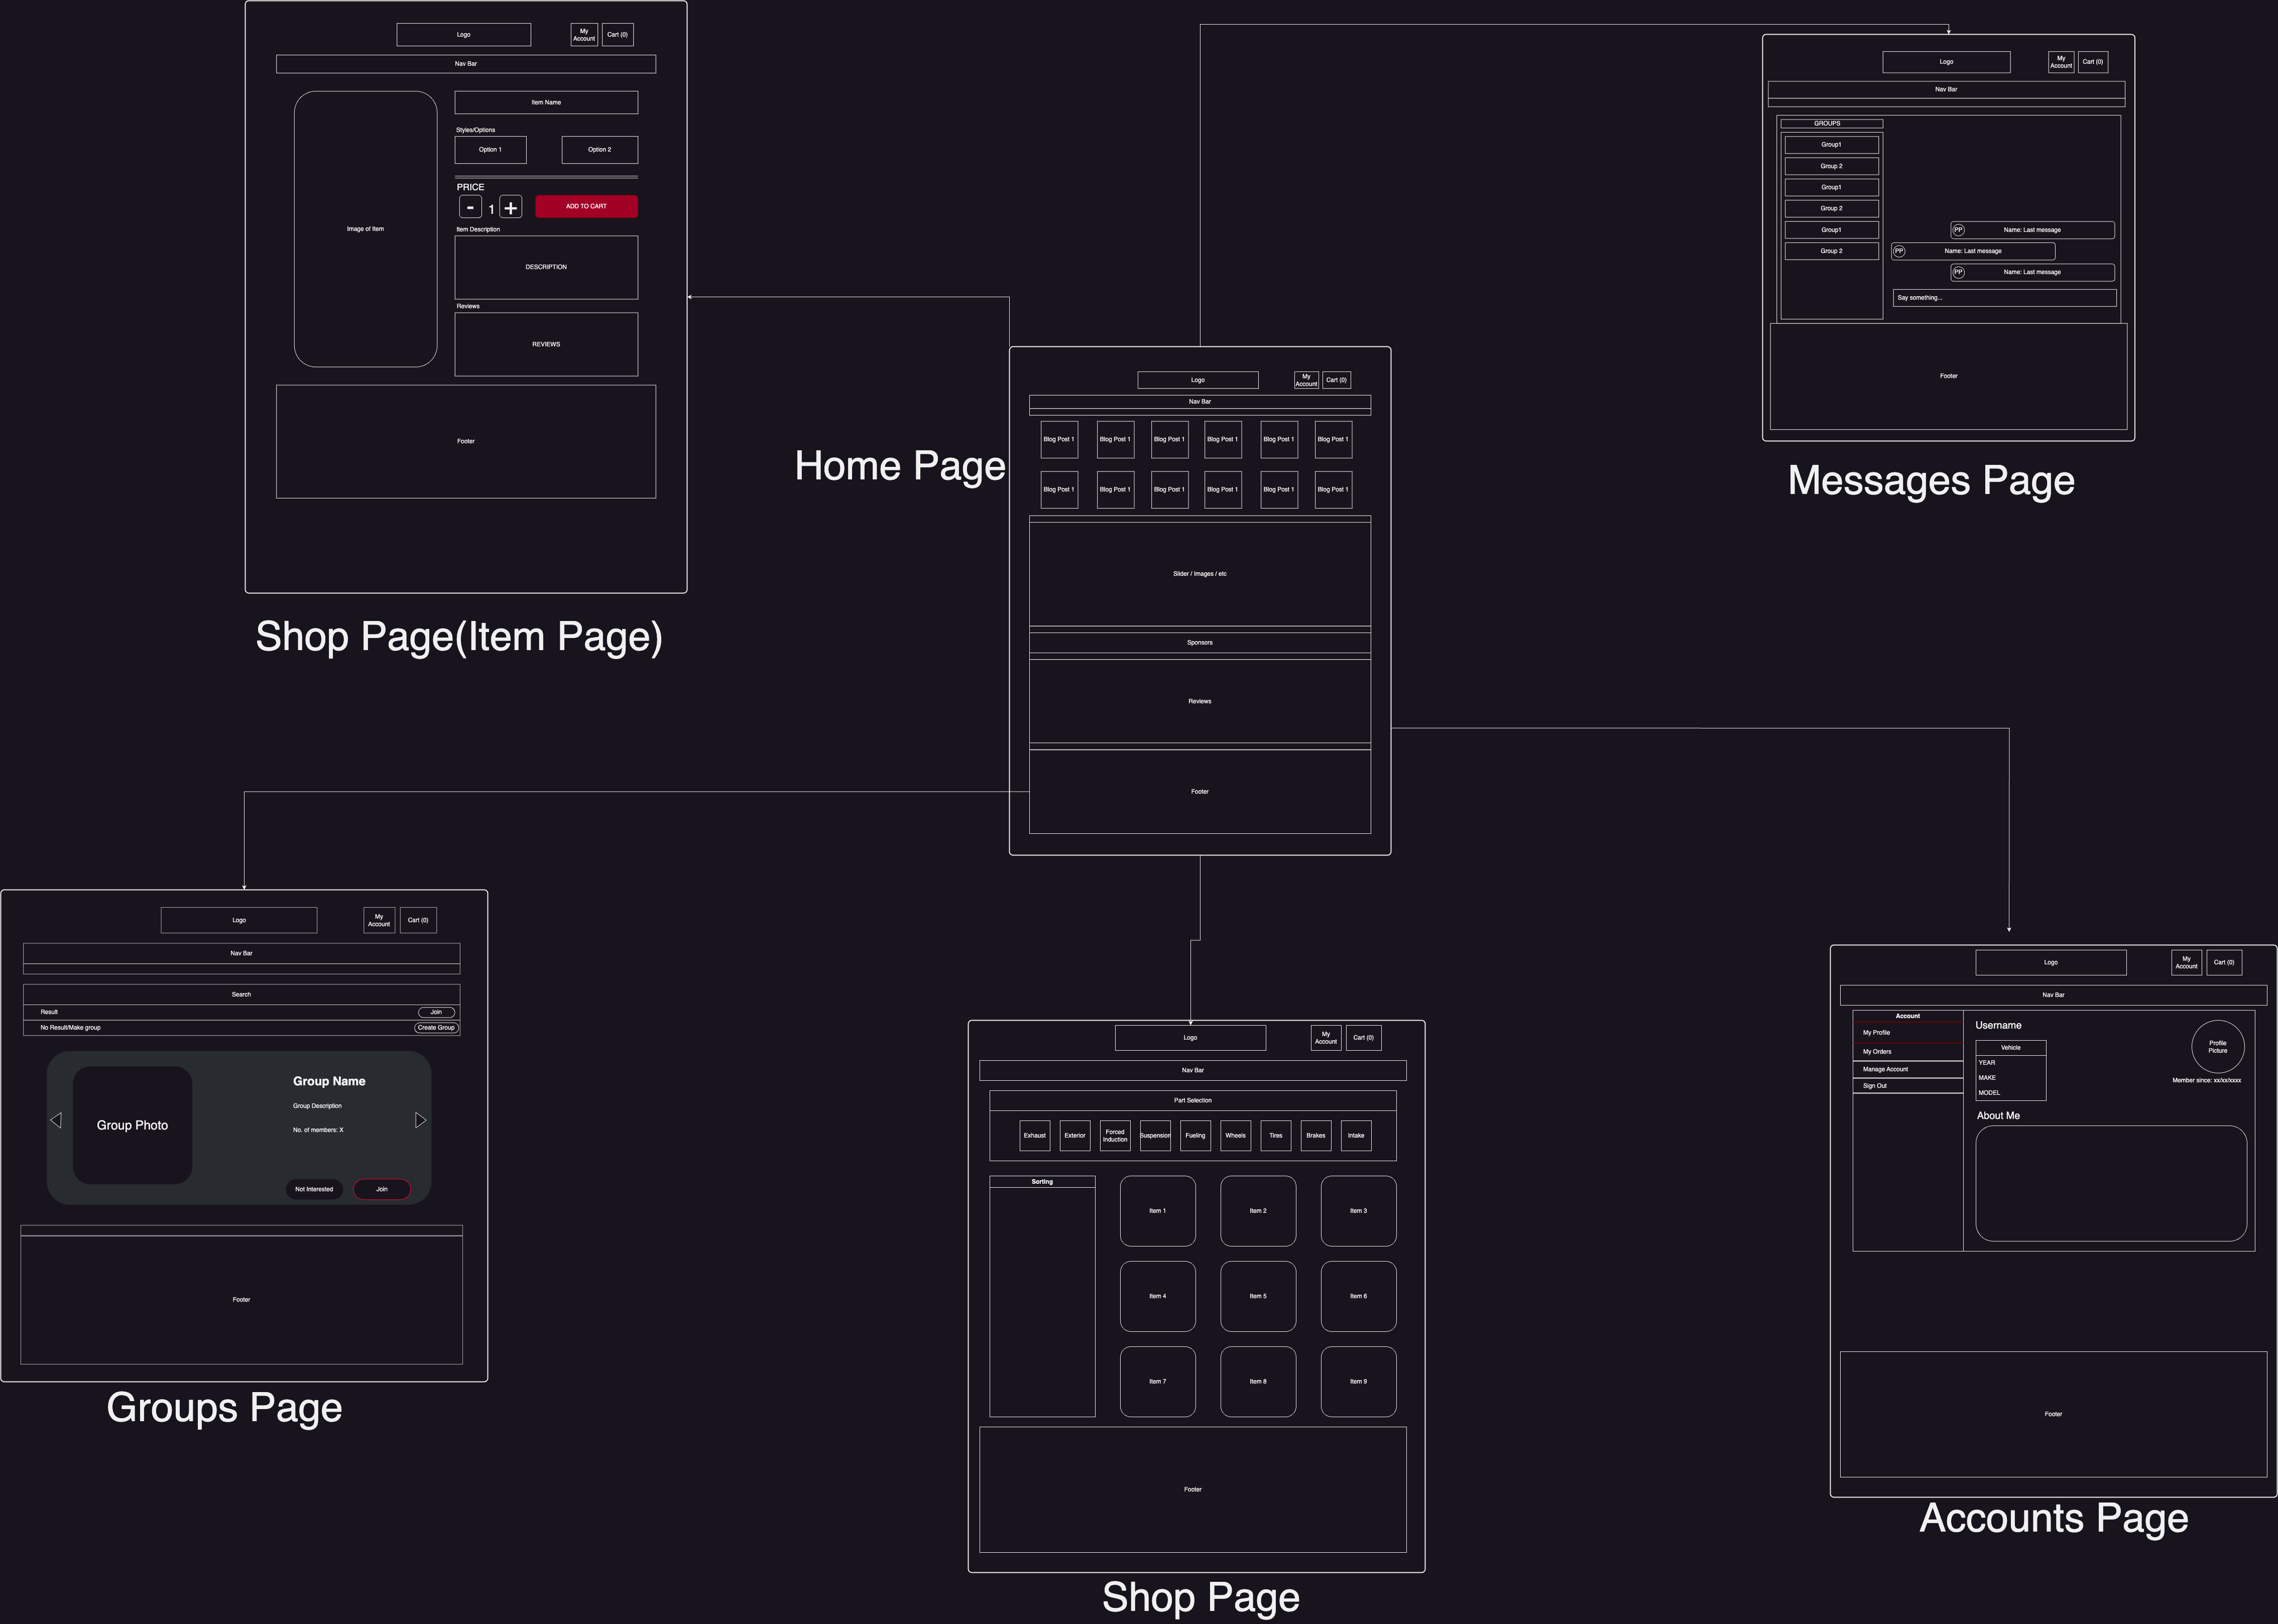 Logo
My
Account
Cart (0)
Nav Bar
Image of Item
Item Name
Styles/Options
Option 1
Option 2
PRICE
-
1
+
ADD TO CART
Item Description
DESCRIPTION
Reviews
REVIEWS
Footer
Shop Page(Item Page)
Logo
My
Account
Cart (0)
Nav Bar
GROUPS
Group1
Group 2
Group1
Group 2
Group1
Group 2
PP
Name: Last message
PP
Name: Last message
PP
Name: Last message
Say something...
Footer
Messages Page
Home Page
Logo
My
Account
Cart (0)
Nav Bar
Blog Post 1
Blog Post 1
Blog Post 1
Blog Post 1
Blog Post 1
Blog Post 1
Blog Post 1
Blog Post 1
Blog Post 1
Blog Post 1
Blog Post 1
Blog Post 1
Slider / Images / etc
Sponsors
Reviews
Footer
Logo
My
Account
Cart (0)
Nav Bar
Search
Result
Join
No Result/Make group
Create Group
Group Photo
Group Name
Group Description
No. of members: X
Not Interested
Join
Footer
Groups Page
Logo
My
Account
Cart (0)
Nav Bar
Part Selection
Exhaust
Exterior
Forced
Induction
Suspension
Fueling
Wheels
Tires
Brakes
Intake
Sorting
Item 1
Item 2
Item 3
Item 4
Item 5
Item 6
Item 7
Item 8
Item 9
Footer
Shop Page
Logo
My
Account
Cart (0)
Nav Bar
Account
My Profile
My Orders
Manage Account
Sign Out
Username
Vehicle
YEAR
MAKE
MODEL
Profile
Picture
Member since: xx/xx/xxxx
About Me
Footer
Accounts Page